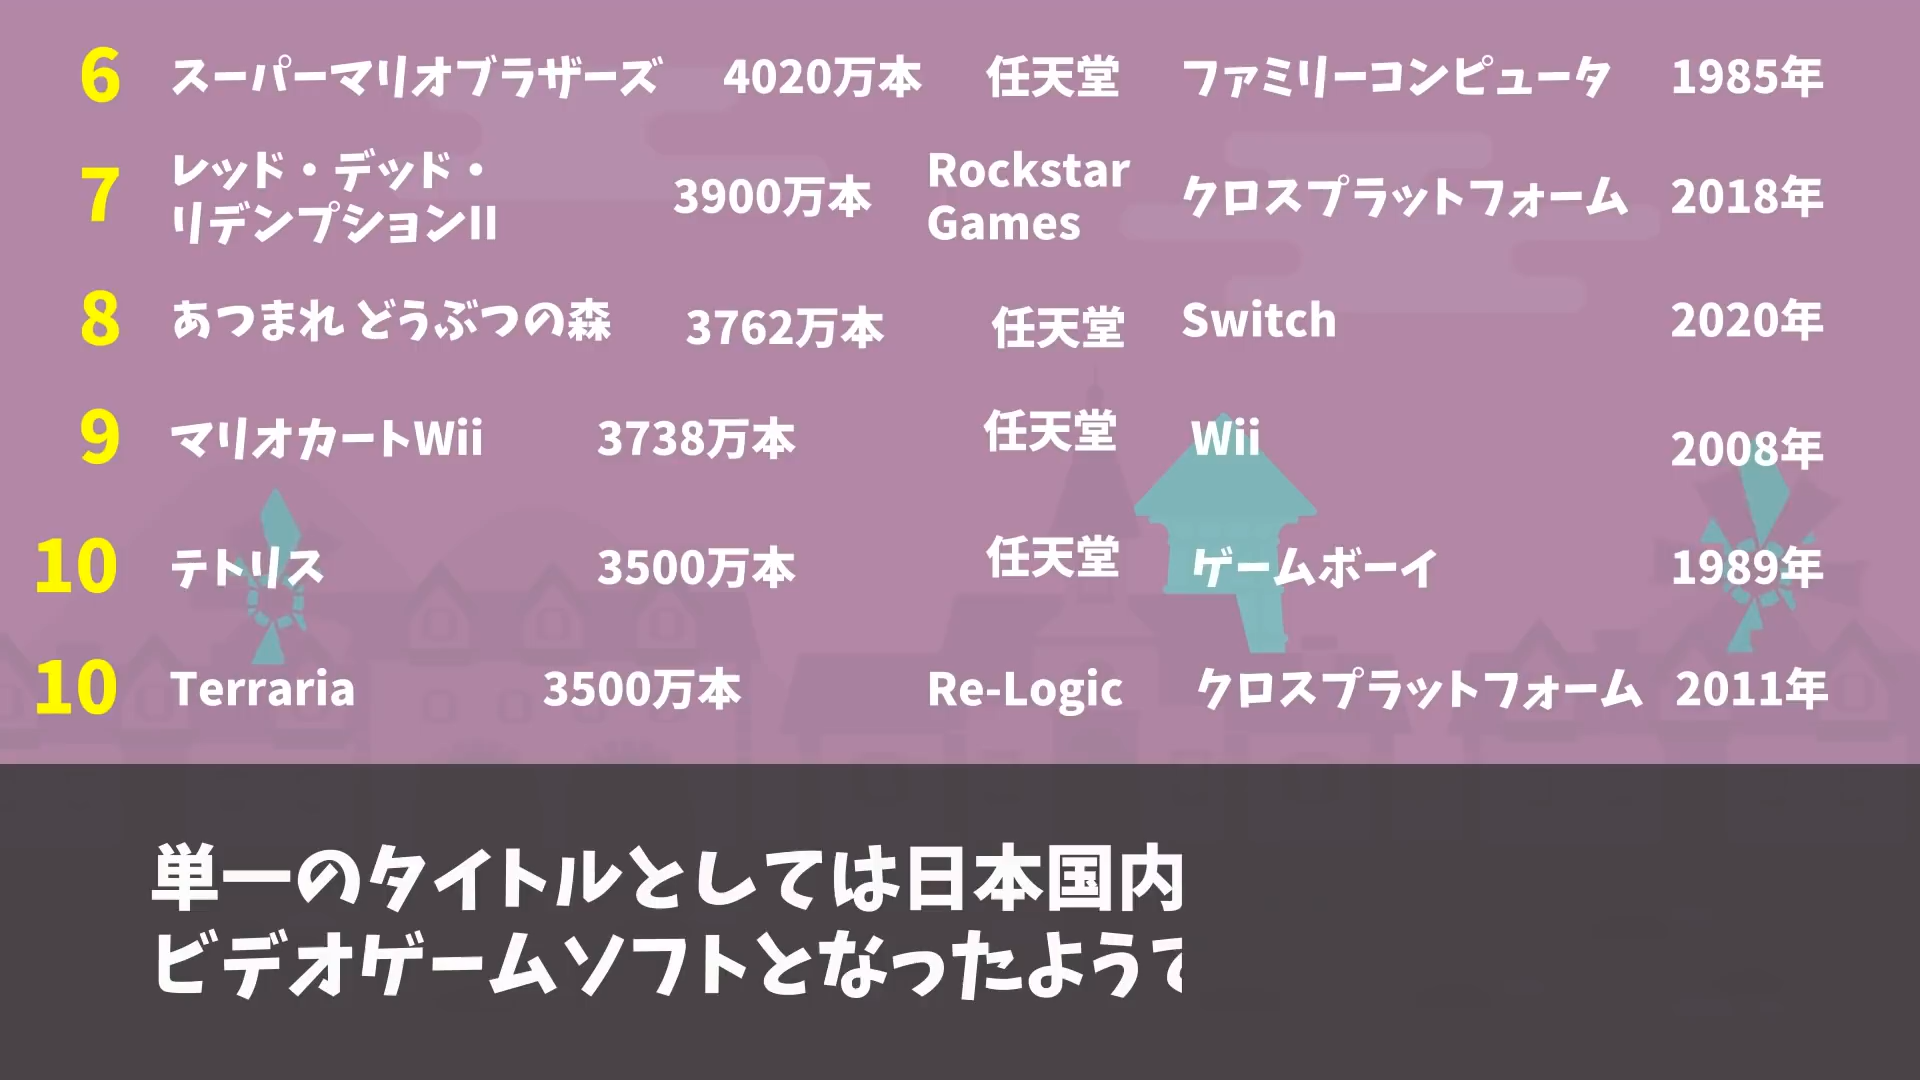 6 スーパーマリオブラザーズ 4020万本 任天堂 ファミリーコンピュータ 1985年
7 レッド・デッド・リデンプションII 3900万本 Rockstar Games クロスプラットフォーム 2018年
8 あつまれ どうぶつの森 3762万本 任天堂 Switch 2020年
9 マリオカートWii 3738万本 任天堂 Wii 2008年
10 テトリス 3500万本 任天堂 ゲームボーイ 1989年
10 Terraria 3500万本 Re-Logic クロスプラットフォーム 2011年
単一のタイトルとしては日本国内
ビデオゲームソフトとなったよう